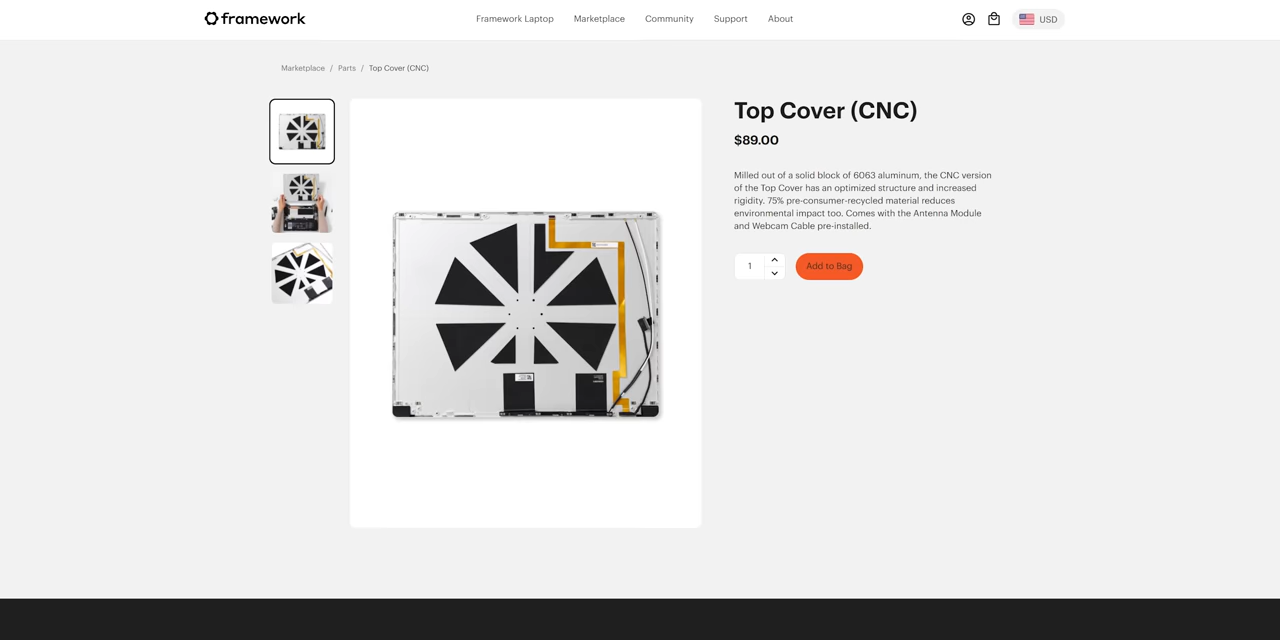 framework
Framework Laptop
Marketplace
Community
Support
About
USD
Marketplace / Parts / Top Cover (CNC)
Top Cover (CNC)
$89.00
Milled out of a solid block of 6063 aluminum, the CNC version
of the Top Cover has an optimized structure and increased
rigidity. 75% pre-consumer-recycled material reduces
environmental impact too. Comes with the Antenna Module
and Webcam Cable pre-installed.
1
Add to Bag